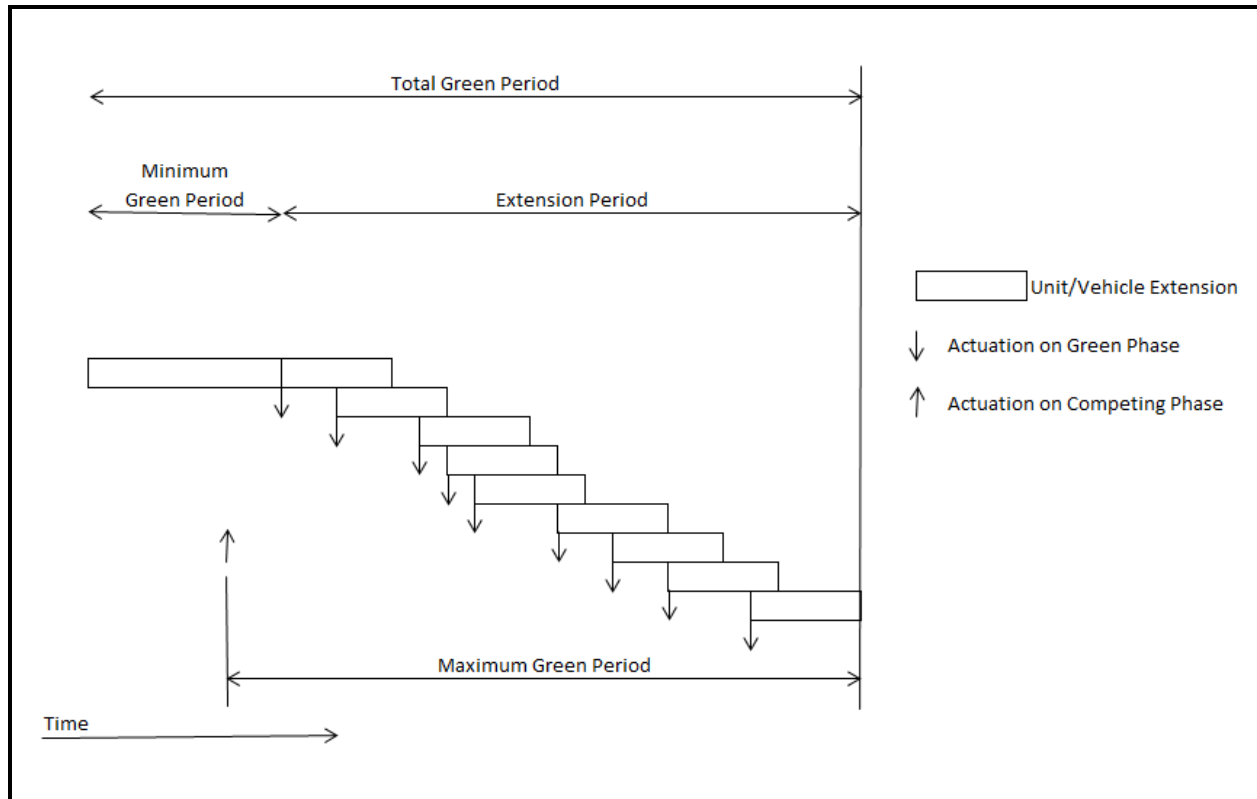 Total Green Period
Minimum
Green Period
Extension Period
Unit/Vehicle Extension
Actuation on Green Phase
Actuation on Competing Phase
Maximum Green Period
Time